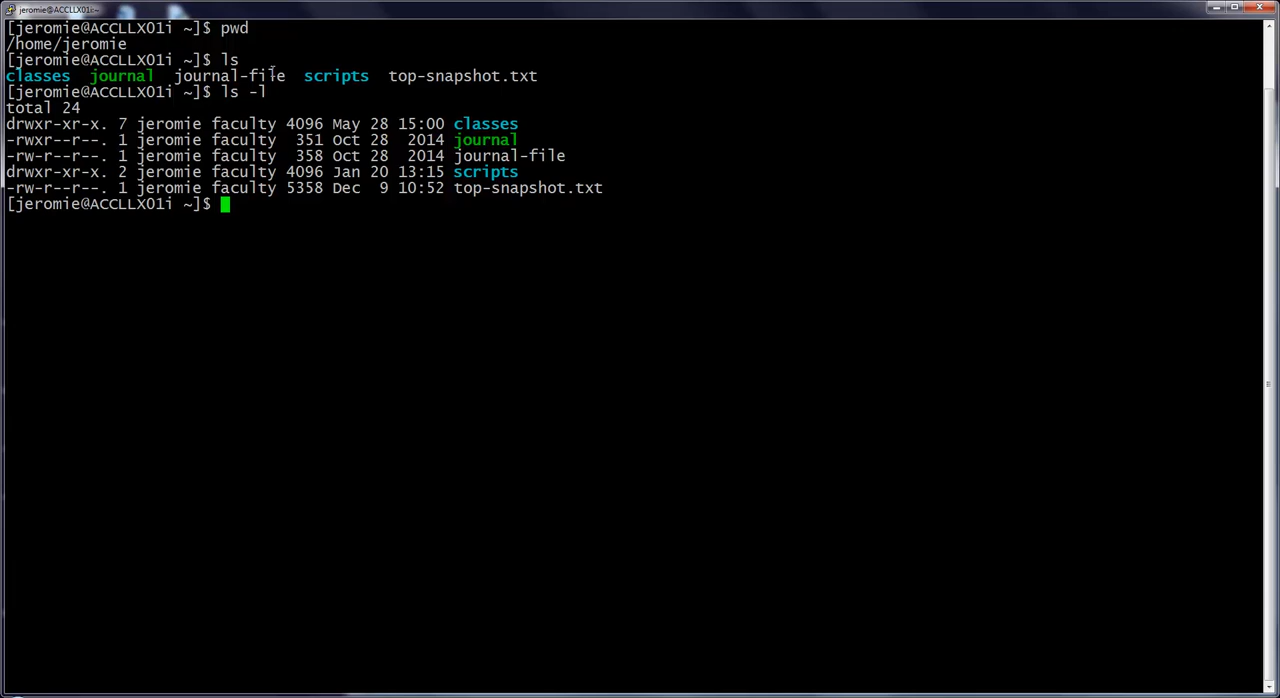 jeromie@ACCLLX01i:~
[jeromie@ACCLLX01i ~]$ pwd
/home/jeromie
[jeromie@ACCLLX01i ~]$ ls
classes  journal  journal-file  scripts  top-snapshot.txt
[jeromie@ACCLLX01i ~]$ ls -l
total 24
drwxr-xr-x. 7 jeromie faculty 4096 May 28 15:00 classes
-rwxr--r--. 1 jeromie faculty  351 Oct 28  2014 journal
-rw-r--r--. 1 jeromie faculty  358 Oct 28  2014 journal-file
drwxr-xr-x. 2 jeromie faculty 4096 Jan 20 13:15 scripts
-rw-r--r--. 1 jeromie faculty 5358 Dec  9 10:52 top-snapshot.txt
[jeromie@ACCLLX01i ~]$